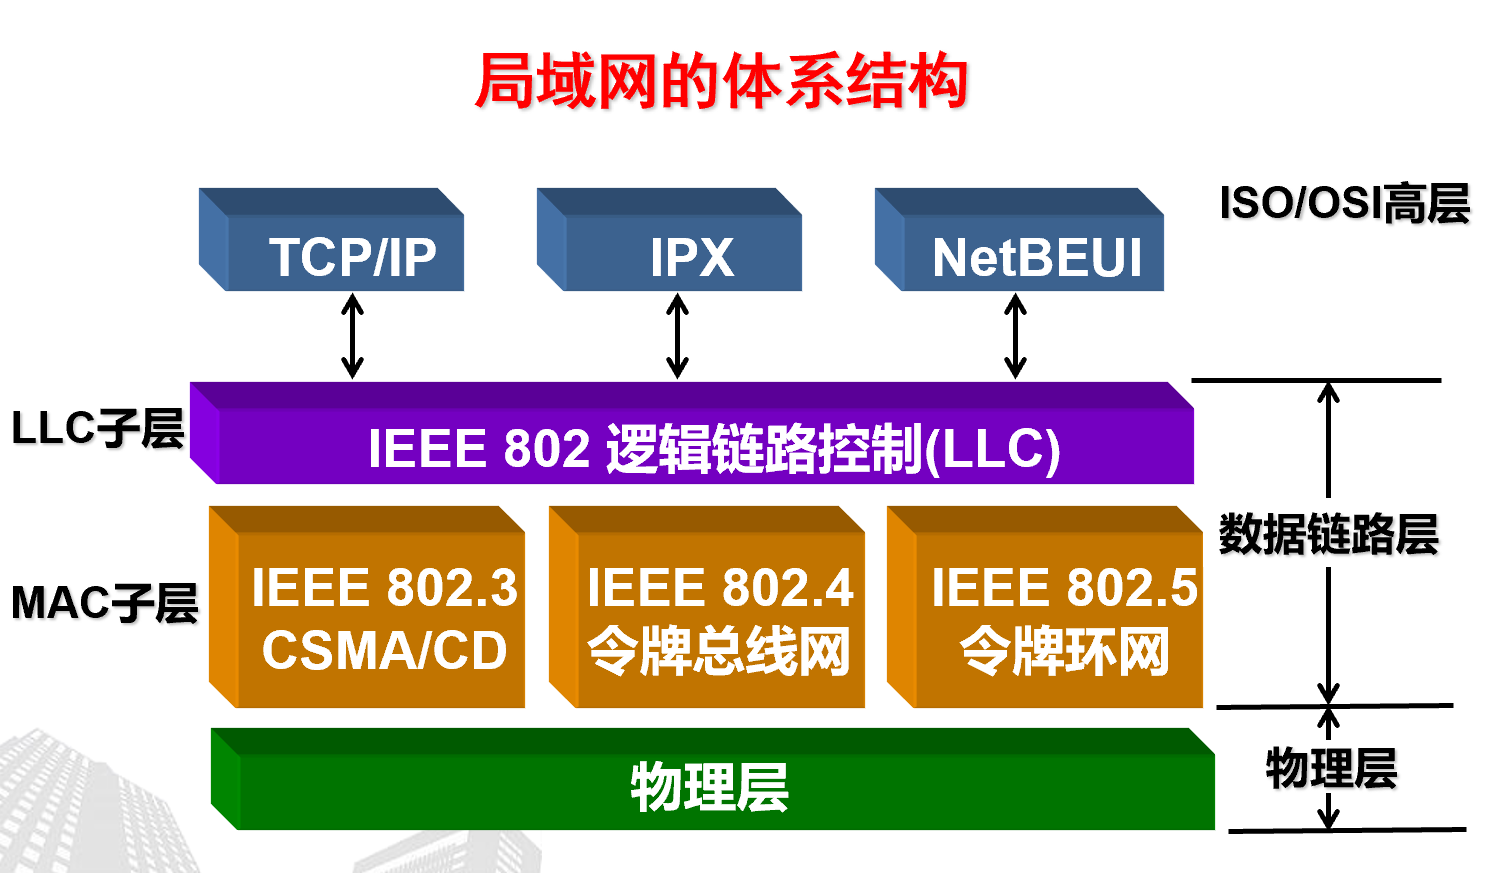 局域网的体系结构
ISO/OSI高层
TCP/IP
IPX
NetBEUI
LLC子层
IEEE 802 逻辑链路控制(LLC)
数据链路层
MAC子层
IEEE 802.3
CSMA/CD
IEEE 802.4
令牌总线网
IEEE 802.5
令牌环网
物理层
物理层